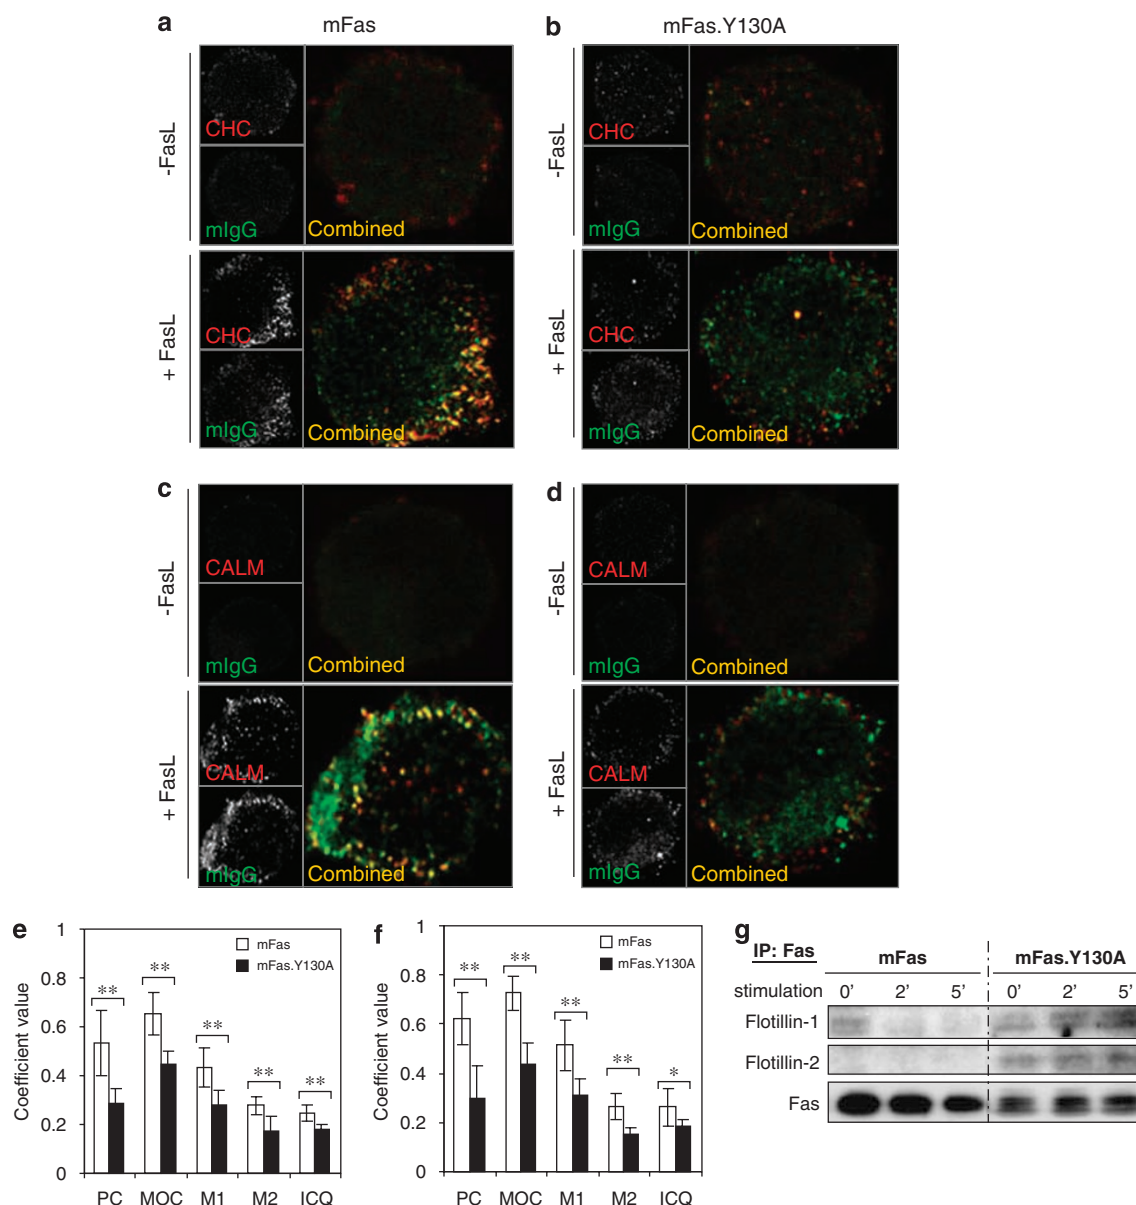 a mFas b mFas.Y130A
-FasL CHC mIgG Combined
-FasL CHC mIgG Combined
+ FasL CHC mIgG Combined
+ FasL CHC mIgG Combined
c d
-FasL CALM mIgG Combined
-FasL CALM mIgG Combined
+ FasL CALM mIgG Combined
+ FasL CALM mIgG Combined
e
Coefficient value
1
0.8
0.6
0.4
0.2
0
mFas
mFas.Y130A
** ** ** ** **
PC MOC M1 M2 ICQ
f
Coefficient value
1
0.8
0.6
0.4
0.2
0
mFas
mFas.Y130A
** ** ** ** *
PC MOC M1 M2 ICQ
g
IP: Fas mFas mFas.Y130A
stimulation 0' 2' 5' 0' 2' 5'
Flotillin-1
Flotillin-2
Fas